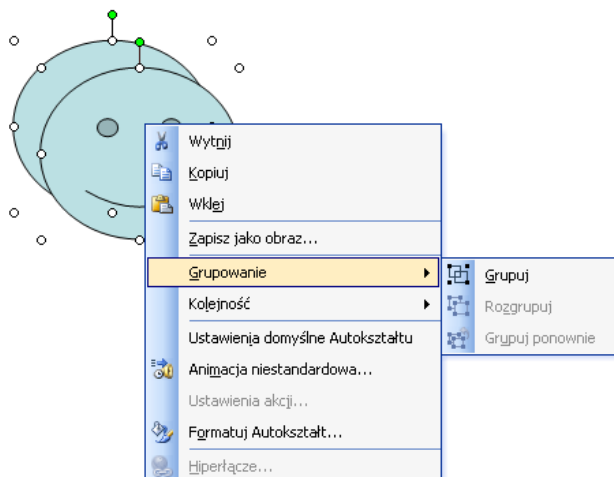 Wytnij
Kopiuj
Wklej
Zapisz jako obraz...
Grupowanie
Kolejność
Ustawienia domyślne Autokształtu
Animacja niestandardowa...
Ustawienia akcji...
Formatuj Autokształt...
Hiperłącze...
Grupuj
Rozgrupuj
Grupuj ponownie